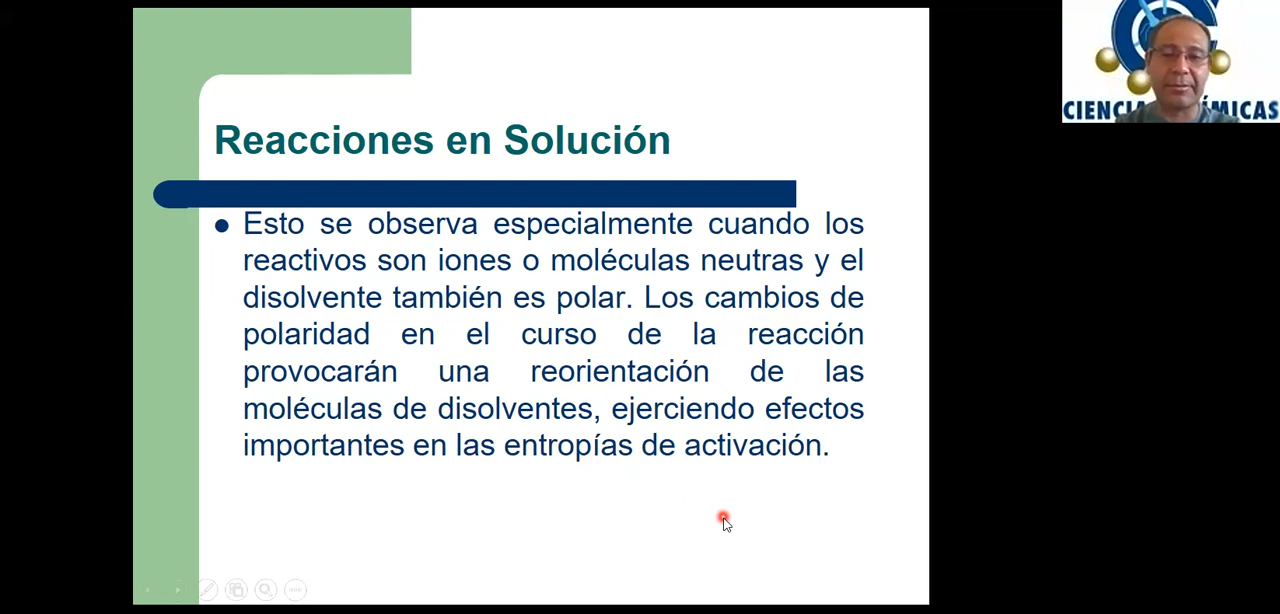 Reacciones en Solución
Esto se observa especialmente cuando los
reactivos son iones o moléculas neutras y el
disolvente también es polar. Los cambios de
polaridad en el curso de la reacción
provocarán una reorientación de las
moléculas de disolventes, ejerciendo efectos
importantes en las entropías de activación.
CIENCIA ÍMICAS